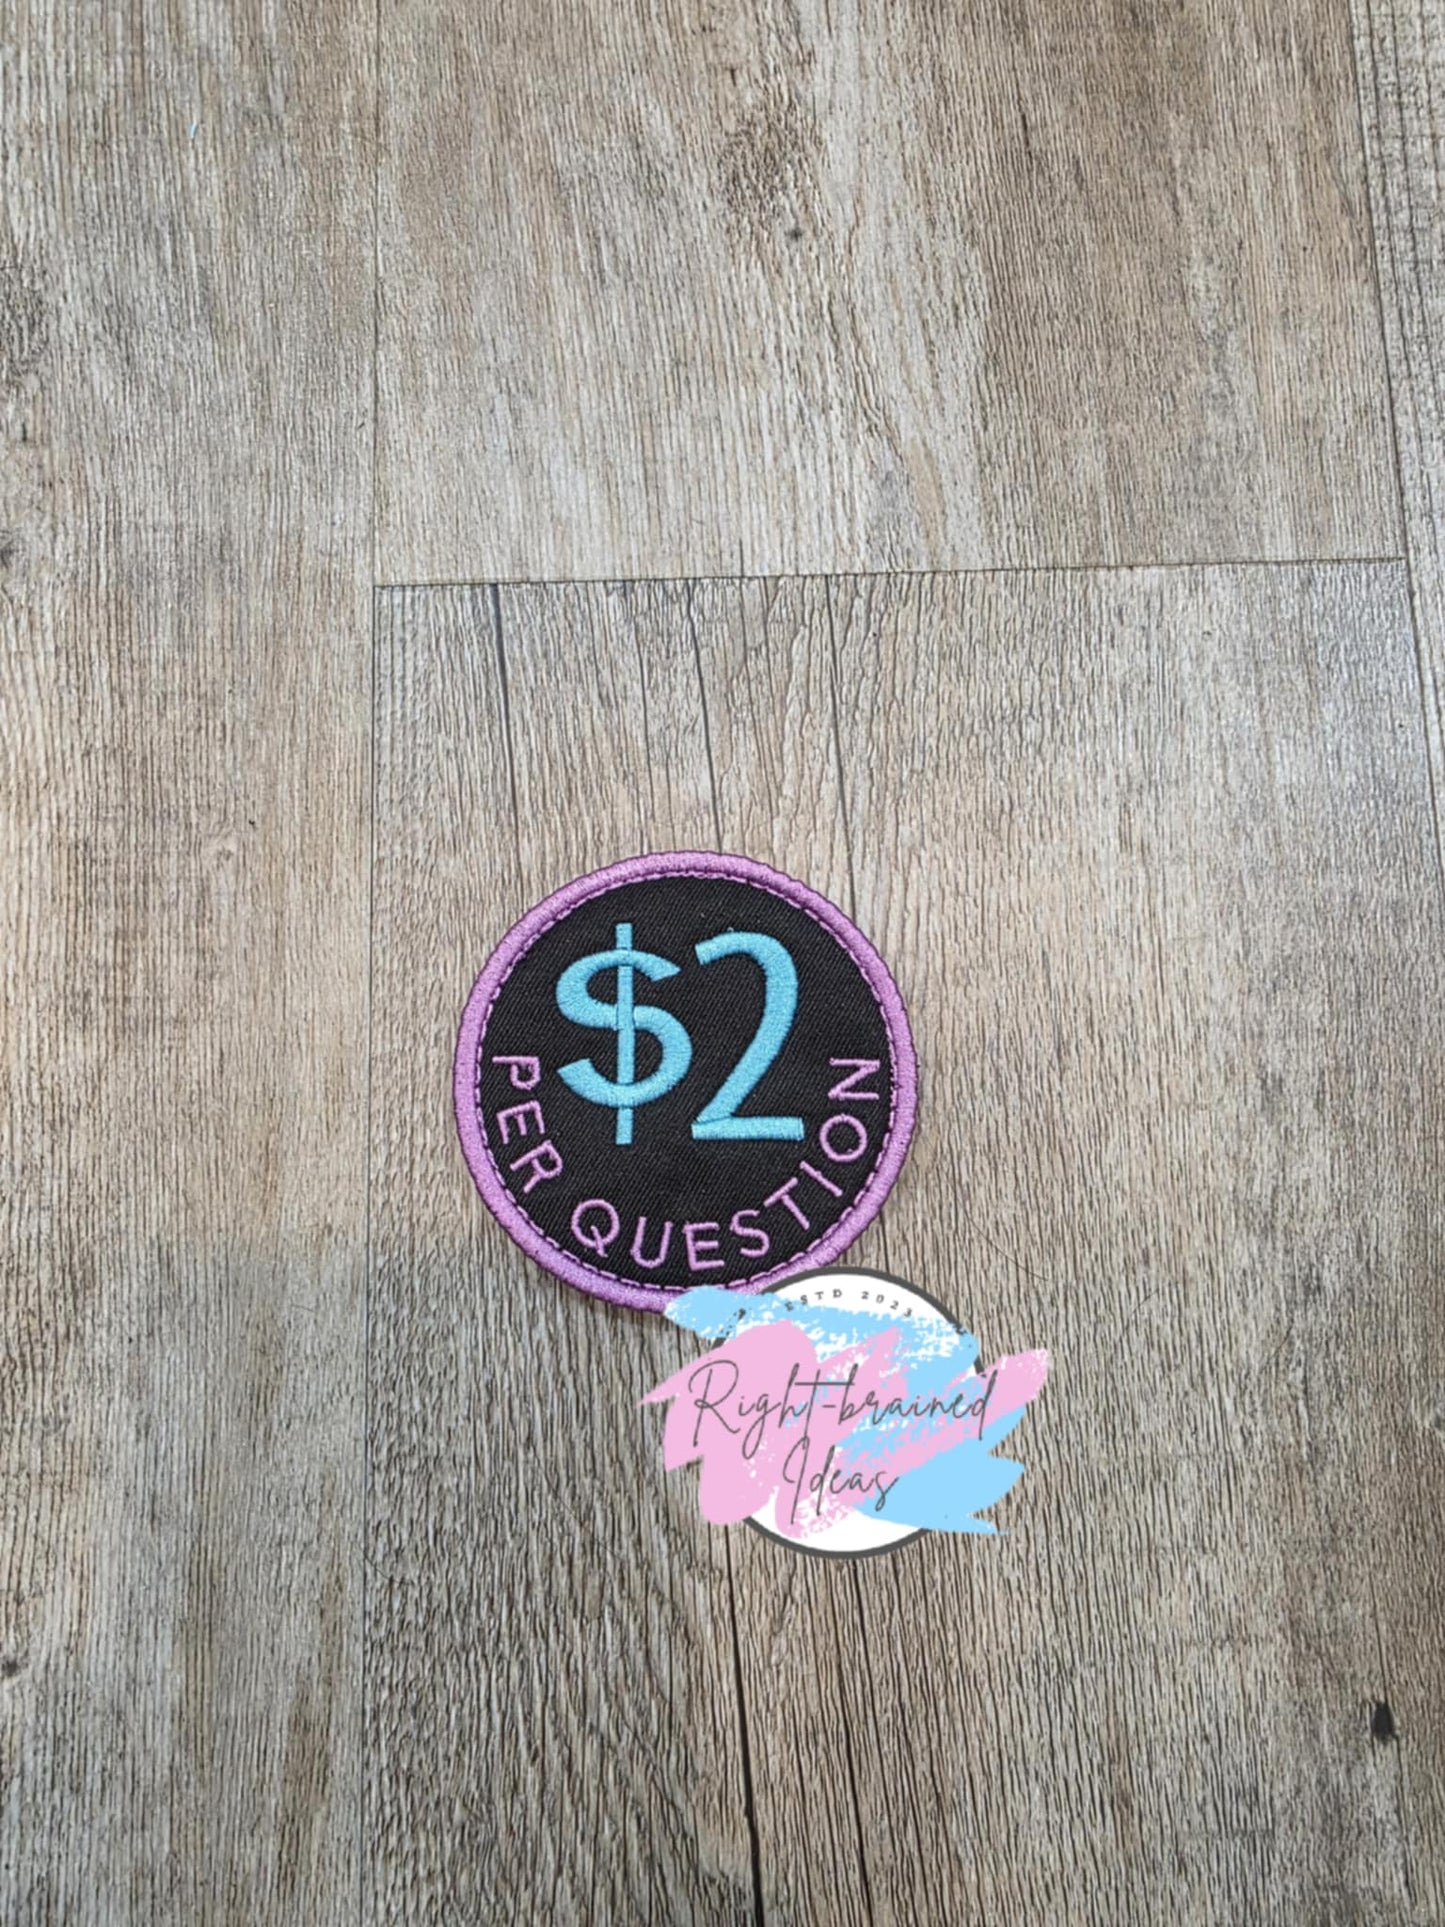 $2
PER QUESTION
ESTD 2023
Right-brained
Ideas